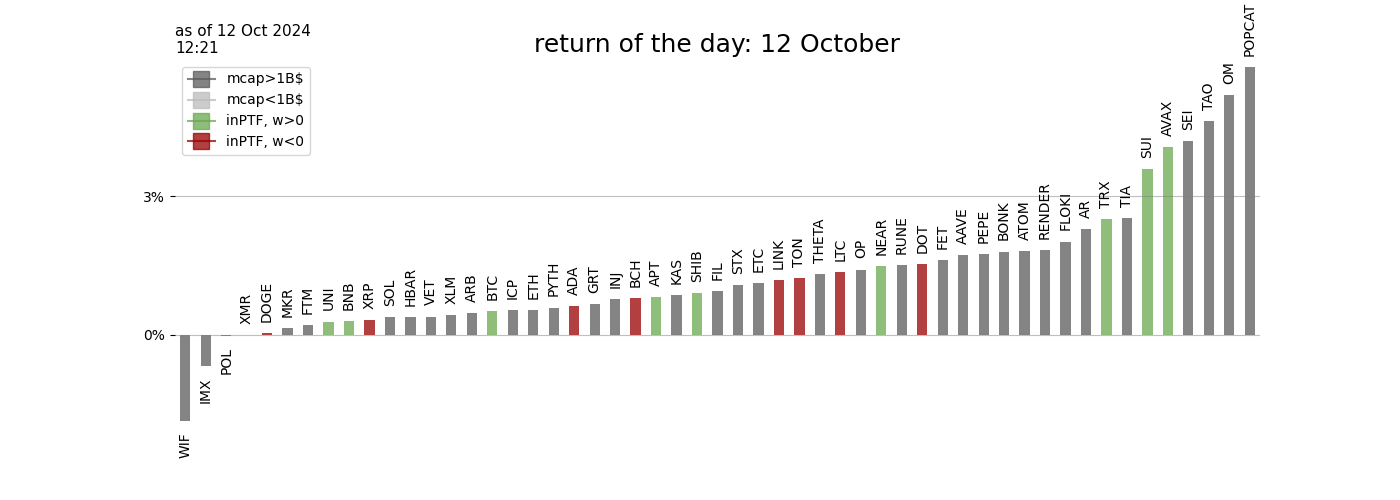 as of 12 Oct 2024
12:21
return of the day: 12 October
mcap>1B$
mcap<1B$
inPTF, w>0
inPTF, w<0
3%
0%
WIF
IMX
POL
XMR
DOGE
MKR
FTM
UNI
BNB
XRP
SOL
HBAR
VET
XLM
ARB
BTC
ICP
ETH
PYTH
ADA
GRT
INJ
BCH
APT
KAS
SHIB
FIL
STX
ETC
LINK
TON
THETA
LTC
OP
NEAR
RUNE
DOT
FET
AAVE
PEPE
BONK
ATOM
RENDER
FLOKI
AR
TRX
TIA
SUI
AVAX
SEI
TAO
OM
POPCAT